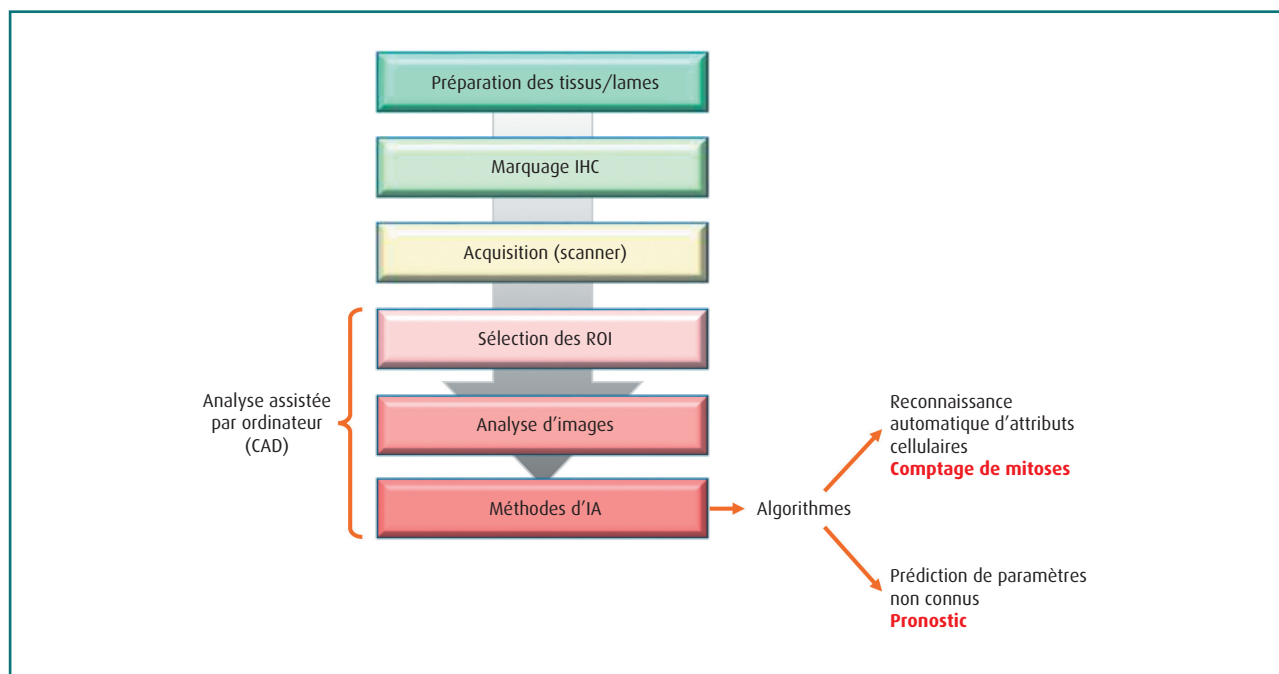 Préparation des tissus/lames
Marquage IHC
Acquisition (scanner)
Sélection des ROI
Analyse assistée
par ordinateur
(CAD)
Analyse d’images
Méthodes d’IA
Algorithmes
Reconnaissance
automatique d’attributs
cellulaires
Comptage de mitoses
Prédiction de paramètres
non connus
Pronostic